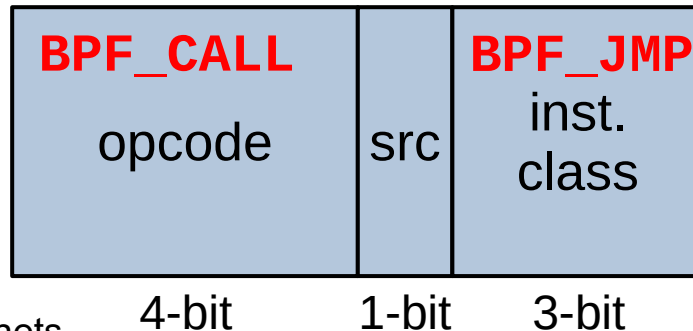 BPF_CALL BPF_JMP
opcode src inst.
class
4-bit 1-bit 3-bit